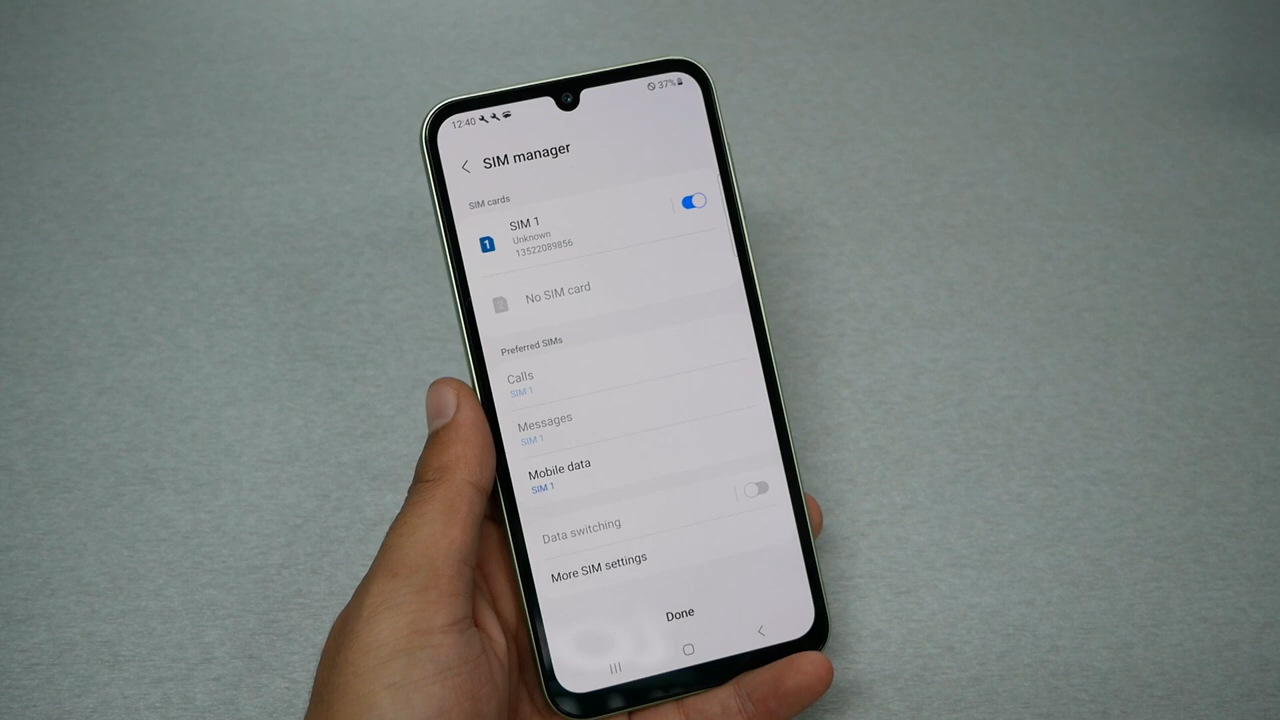 12:40
37%
SIM manager
SIM cards
1
SIM 1
Unknown
13522089856
No SIM card
Preferred SIMs
Calls
SIM 1
Messages
SIM 1
Mobile data
SIM 1
Data switching
More SIM settings
Done